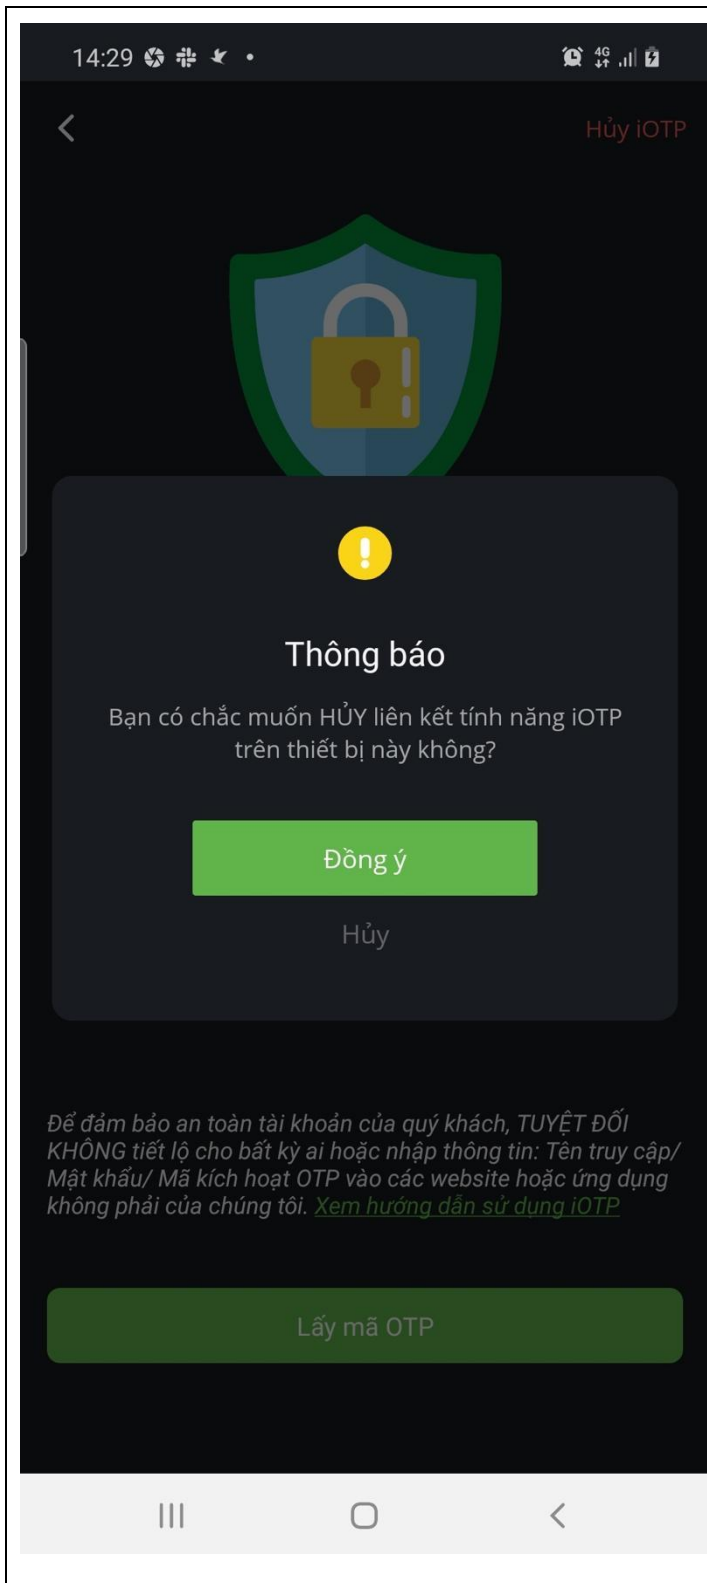 14:29
4G
Hủy iOTP
Thông báo
Bạn có chắc muốn HỦY liên kết tính năng iOTP
trên thiết bị này không?
Đồng ý
Hủy
Để đảm bảo an toàn tài khoản của quý khách, TUYỆT ĐỐI
KHÔNG tiết lộ cho bất kỳ ai hoặc nhập thông tin: Tên truy cập/
Mật khẩu/ Mã kích hoạt OTP vào các website hoặc ứng dụng
không phải của chúng tôi. Xem hướng dẫn sử dụng iOTP
Lấy mã OTP